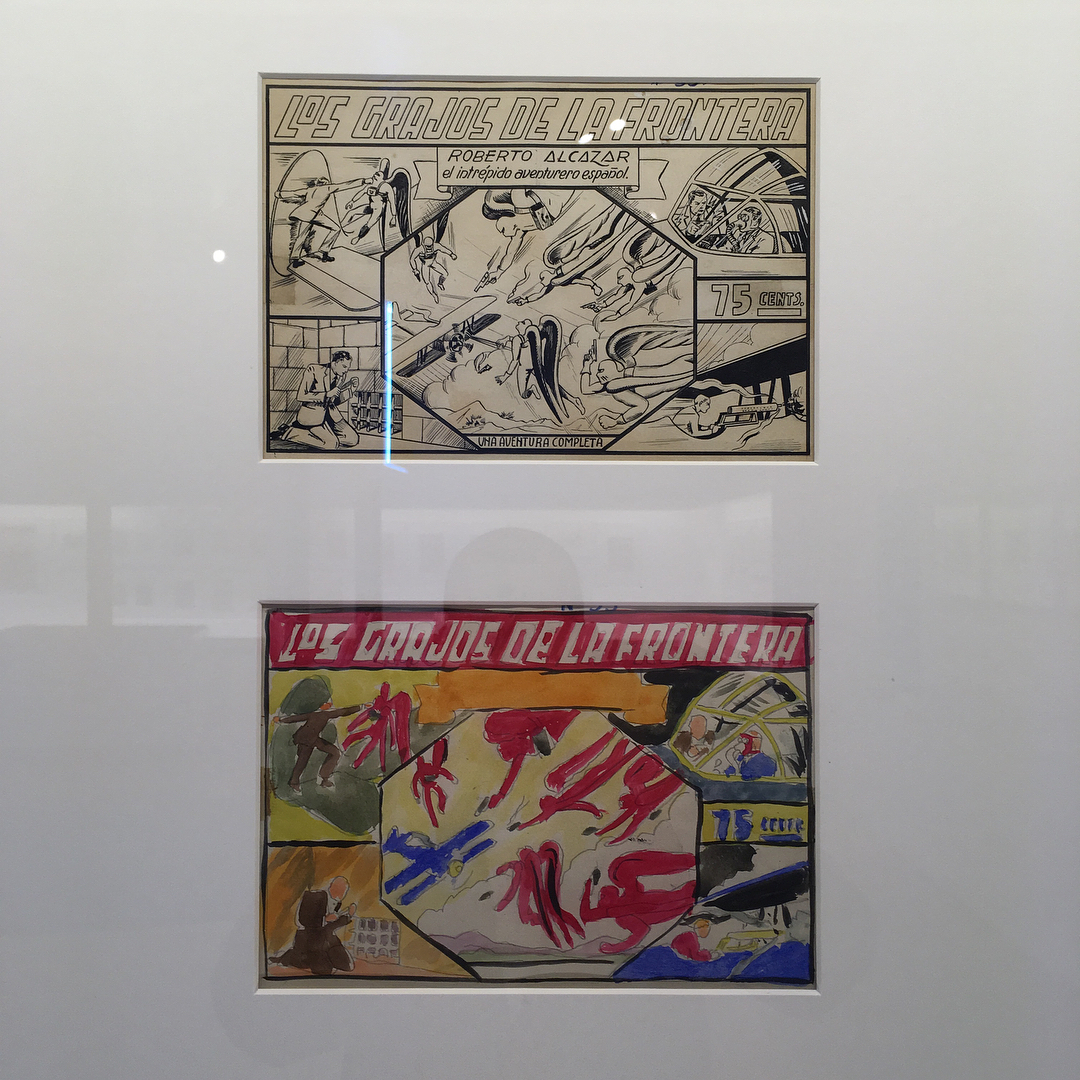 LOS GRAJOS DE LA FRONTERA
ROBERTO ALCAZAR
el intrépido aventurero español.
75 CENTS.
UNA AVENTURA COMPLETA
LOS GRAJOS DE LA FRONTERA
75